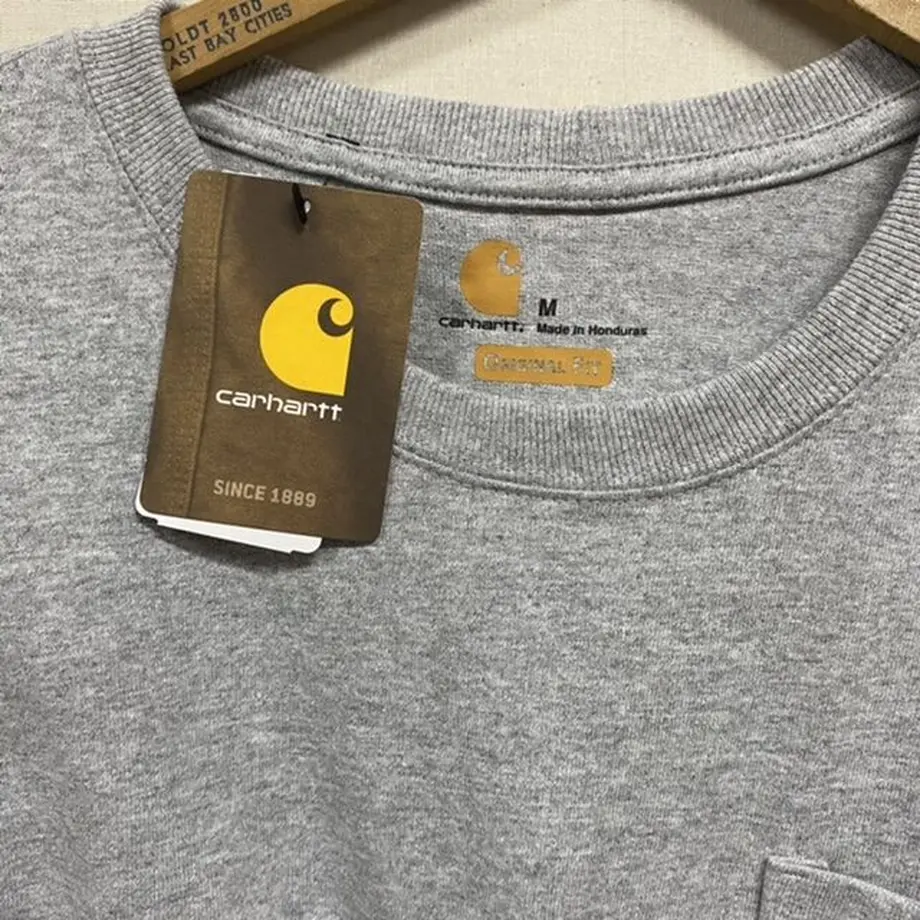 OLDT 2800
AST BAY CITIES
carhartt
SINCE 1889
M
carhartt. Made in Honduras
ORIGINAL FIT